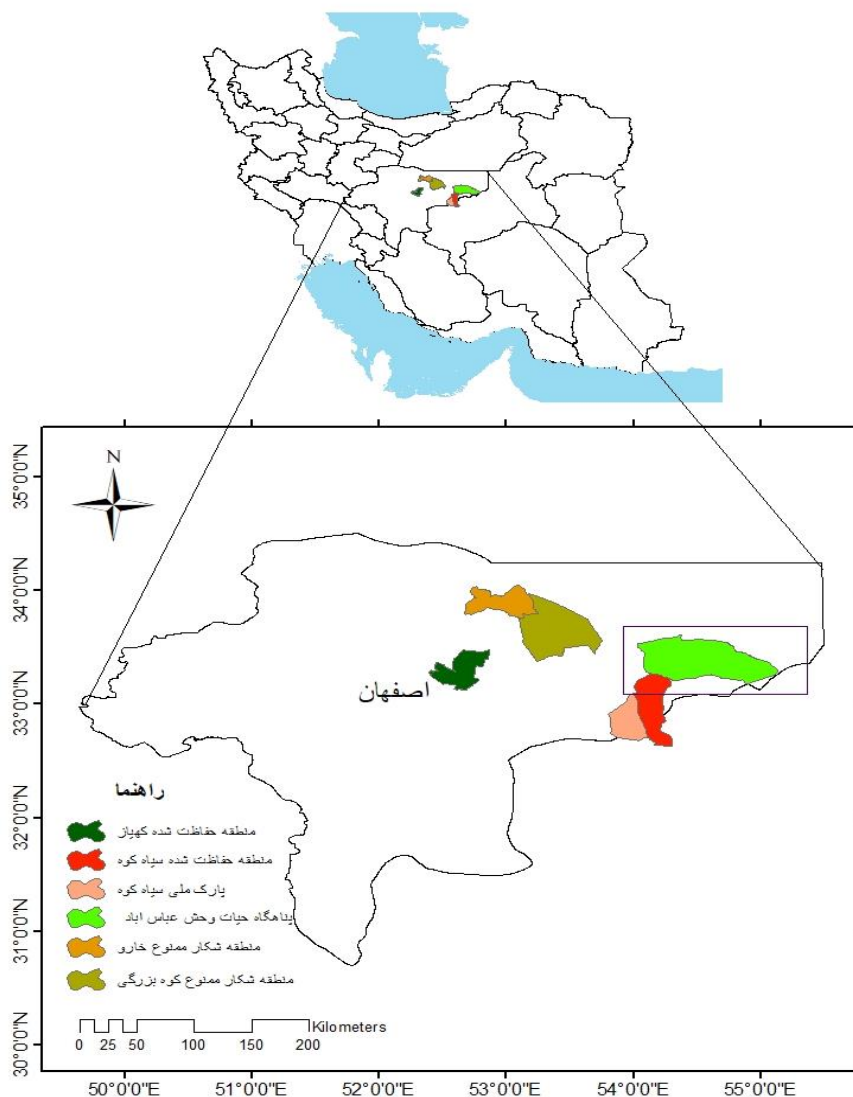 N
35°0'0"N
34°0'0"N
33°0'0"N
32°0'0"N
31°0'0"N
30°0'0"N
اصفهان
راهنما
منطقه حفاظت شده کهیاز
منطقه حفاظت شده سیاه کوه
پارک ملی سیاه کوه
پناهگاه حیات وحش عباس اباد
منطقه شکار ممنوع خارو
منطقه شکار ممنوع کوه بزرگی
Kilometers
0 25 50 100 150 200
50°0'0"E 51°0'0"E 52°0'0"E 53°0'0"E 54°0'0"E 55°0'0"E